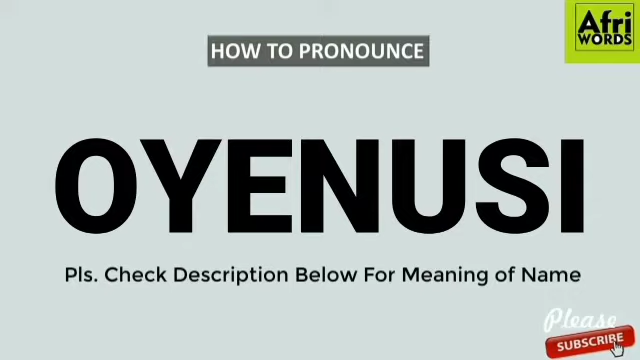 Afri
WORDS
HOW TO PRONOUNCE
OYENUSI
Pls. Check Description Below For Meaning of Name
Please
SUBSCRIBE